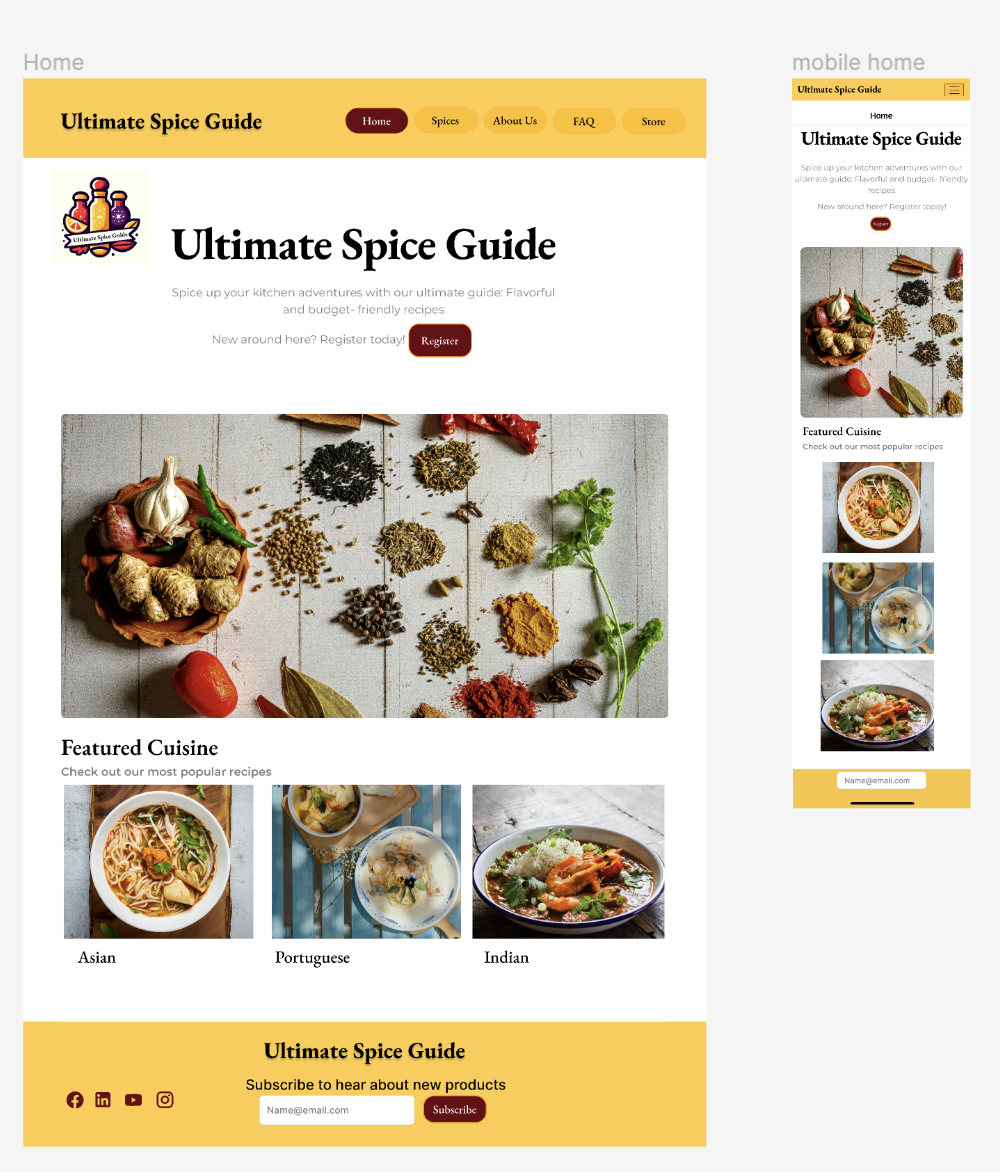 Home
Ultimate Spice Guide
Home
Spices
About Us
FAQ
Store
Ultimate Spice Guide
Ultimate Spice Guide
Spice up your kitchen adventures with our ultimate guide: Flavorful
and budget- friendly recipes
New around here? Register today!
Register
Featured Cuisine
Check out our most popular recipes
Asian
Portuguese
Indian
Ultimate Spice Guide
Subscribe to hear about new products
Name@email.com
Subscribe
mobile home
Ultimate Spice Guide
Home
Ultimate Spice Guide
Spice up your kitchen adventures with our
ultimate guide: Flavorful and budget- friendly
recipes
New around here? Register today!
Featured Cuisine
Check out our most popular recipes
Name@email.com